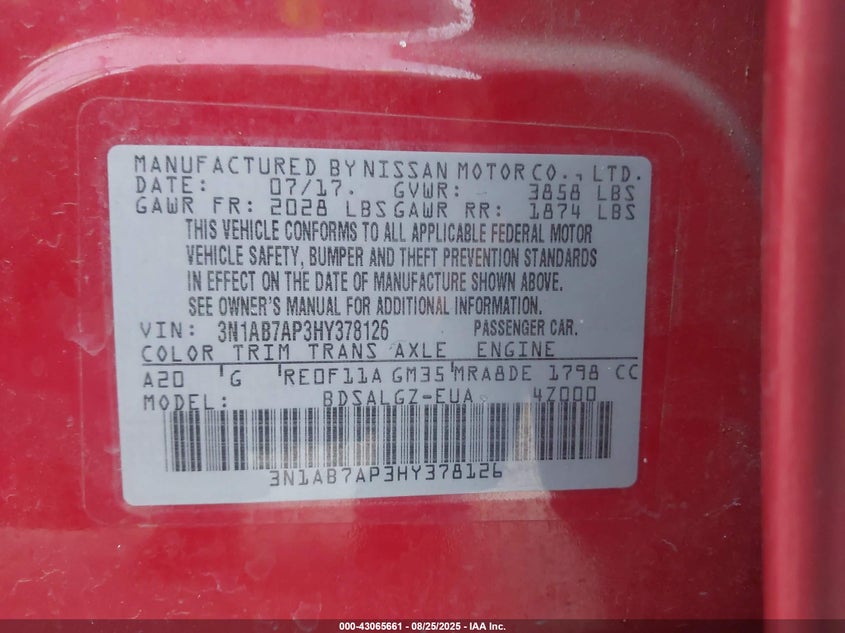 MANUFACTURED BY NISSAN MOTOR CO., LTD.
DATE: 07/17. GVWR: 3858 LBS
GAWR FR: 2028 LBS GAWR RR: 1874 LBS
THIS VEHICLE CONFORMS TO ALL APPLICABLE FEDERAL MOTOR
VEHICLE SAFETY, BUMPER AND THEFT PREVENTION STANDARDS
IN EFFECT ON THE DATE OF MANUFACTURE SHOWN ABOVE.
SEE OWNER'S MANUAL FOR ADDITIONAL INFORMATION.
VIN: 3N1AB7AP3HY378126 PASSENGER CAR.
COLOR TRIM TRANS AXLE ENGINE
A20 'G 'RE0F11A GM35'MRA8DE 1798 CC
MODEL: BDSALGZ-EUA 4Z000
3N1AB7AP3HY378126
000-43065661 | 08/25/2025 - IAA Inc.